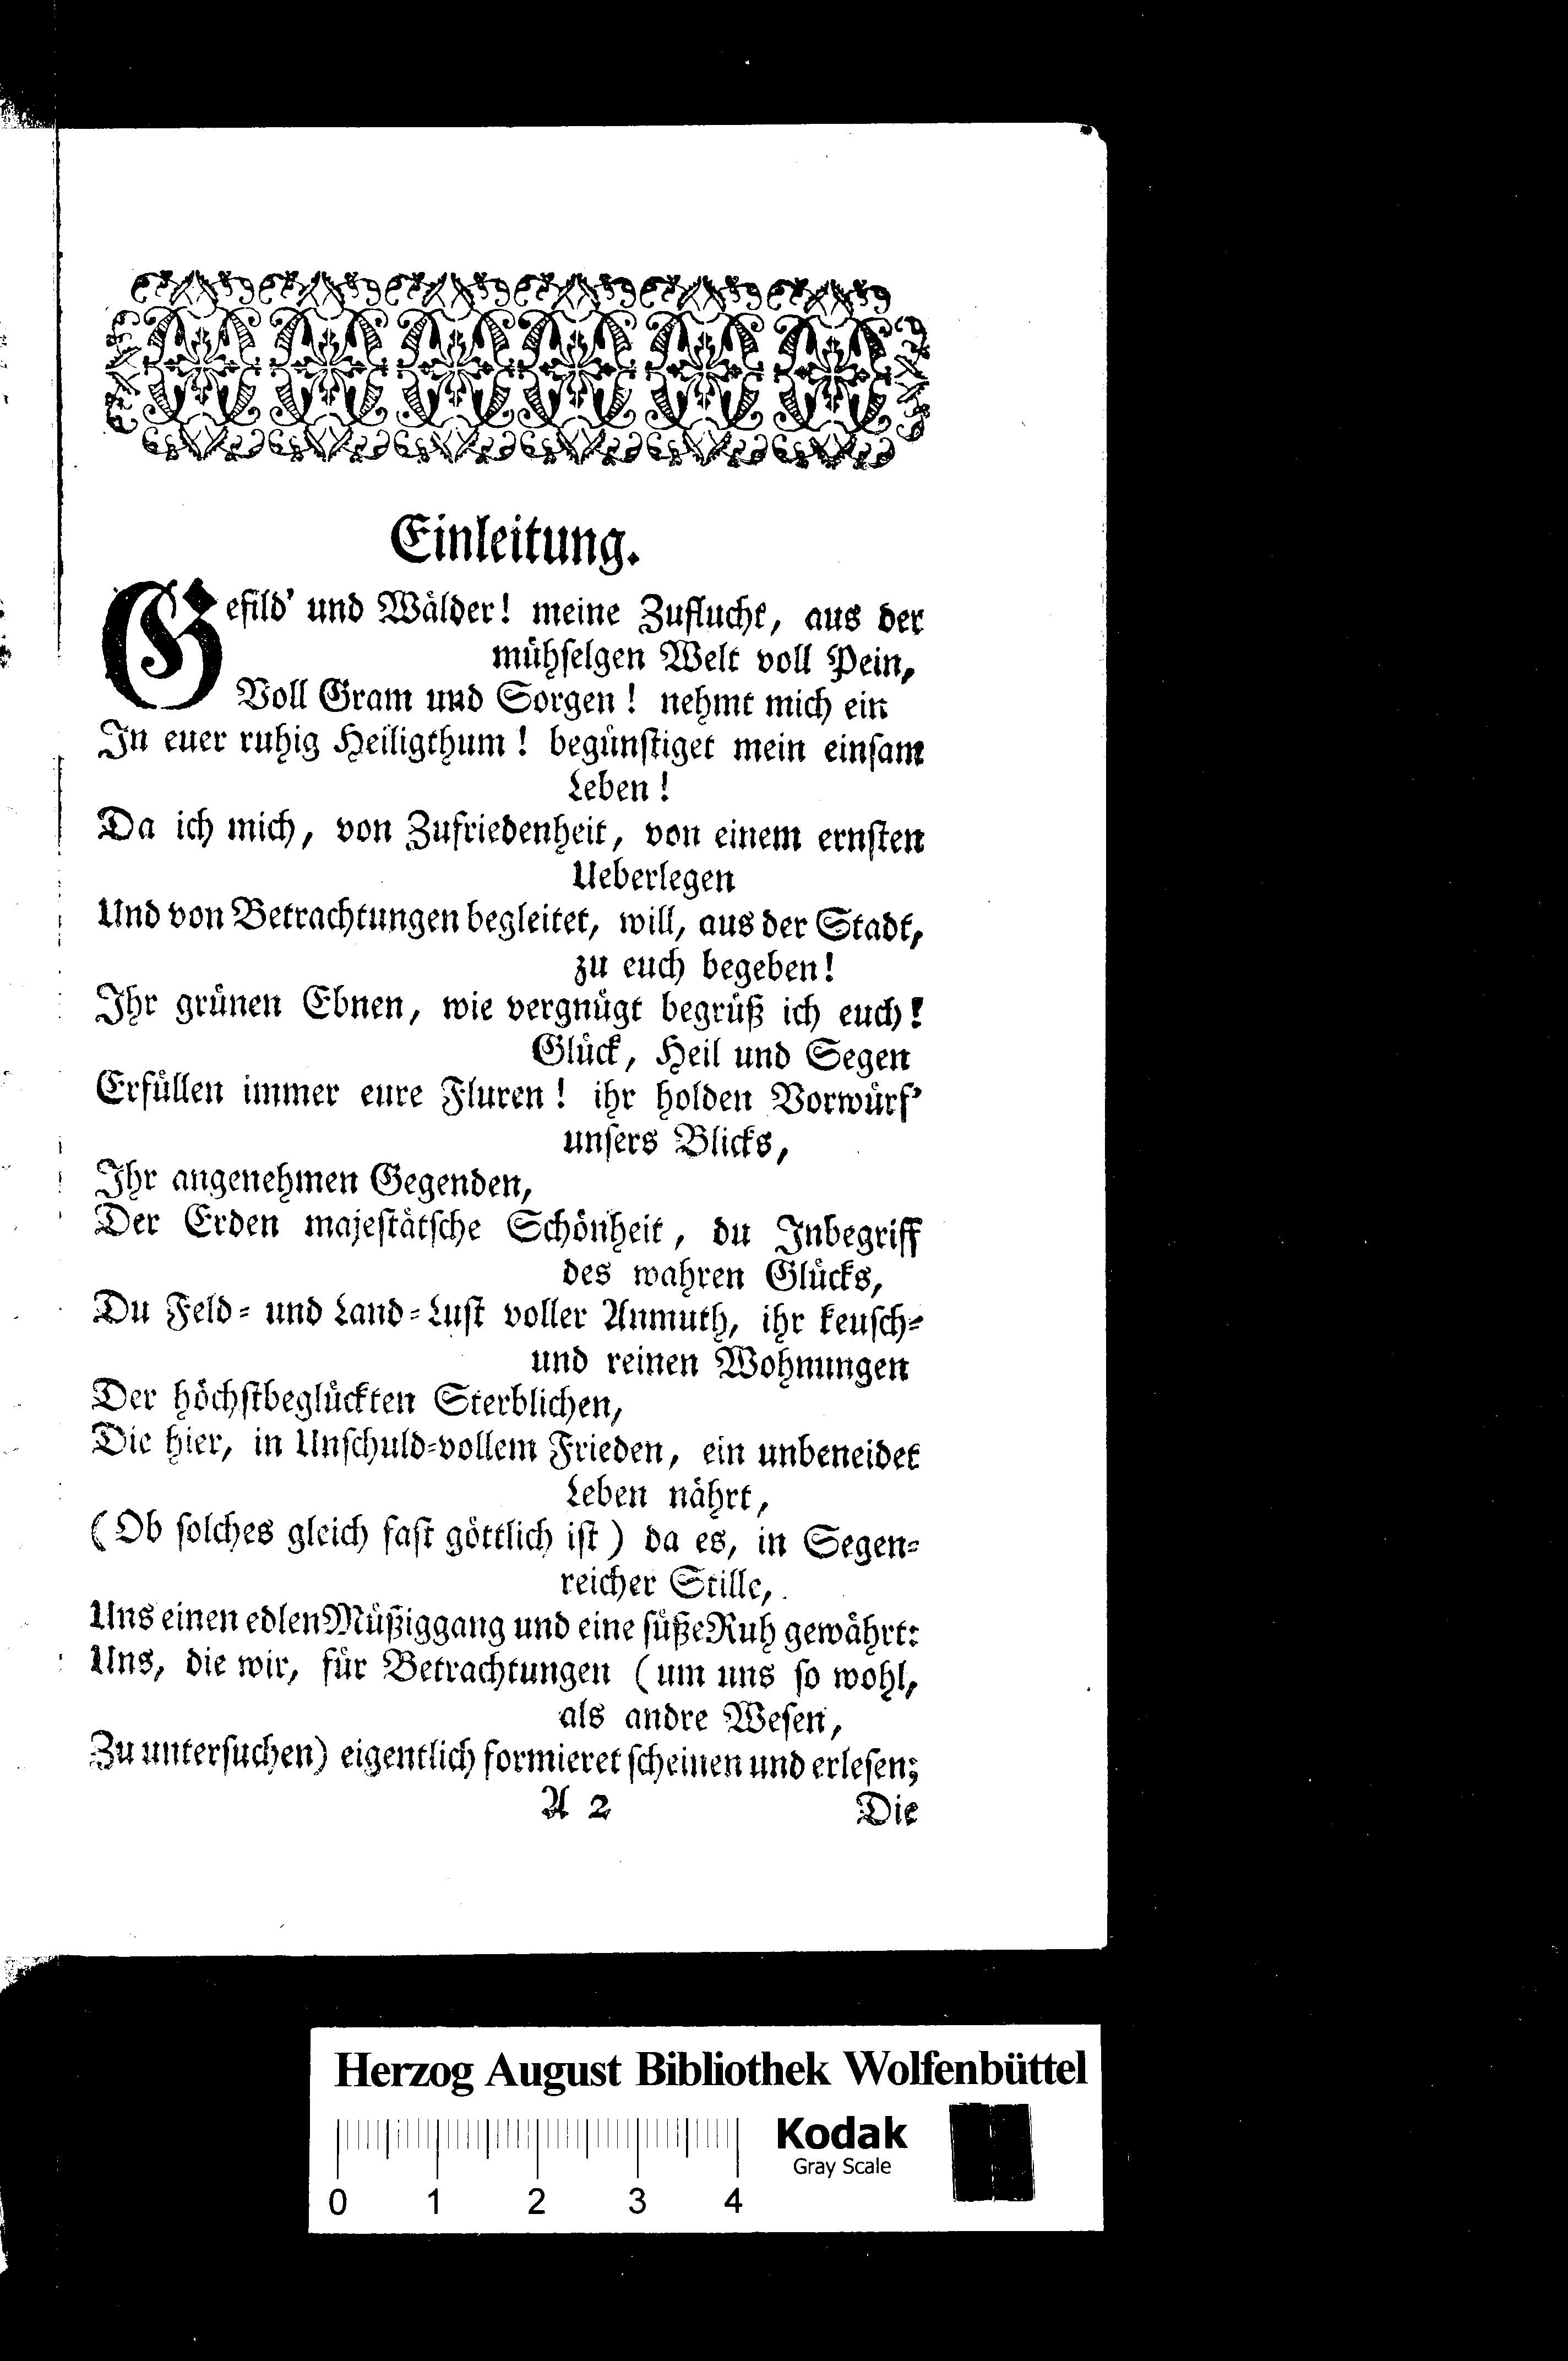 Einleitung.
Gefild' und Wälder! meine Zuflucht, aus der
mühselgen Welt voll Pein,
Voll Gram und Sorgen! nehmt mich ein
In euer ruhig Heiligthum! begünstiget mein einsam
Leben!
Da ich mich, von Zufriedenheit, von einem ernsten
Ueberlegen
Und von Betrachtungen begleitet, will, aus der Stadt,
zu euch begeben!
Ihr grünen Ebnen, wie vergnügt begrüß ich euch!
Glück, Heil und Segen
Erfüllen immer eure Fluren! ihr holden Vorwürf'
unsers Blicks,
Ihr angenehmen Gegenden,
Der Erden majestätsche Schönheit, du Inbegriff
des wahren Glücks,
Du Feld- und Land-Lust voller Anmuth, ihr keusch-
und reinen Wohnungen
Der höchstbeglückten Sterblichen,
Die hier, in Unschuld-vollem Frieden, ein unbeneidet
Leben nährt,
(Ob solches gleich fast göttlich ist) da es, in Segen-
reicher Stille,
Uns einen edlen Müßiggang und eine süße Ruh gewährt:
Uns, die wir, für Betrachtungen (um uns so wohl,
als andre Wesen,
Zu untersuchen) eigentlich formieret scheinen und erlesen;
A 2 Die
Herzog August Bibliothek Wolfenbüttel
Kodak
Gray Scale
0 1 2 3 4